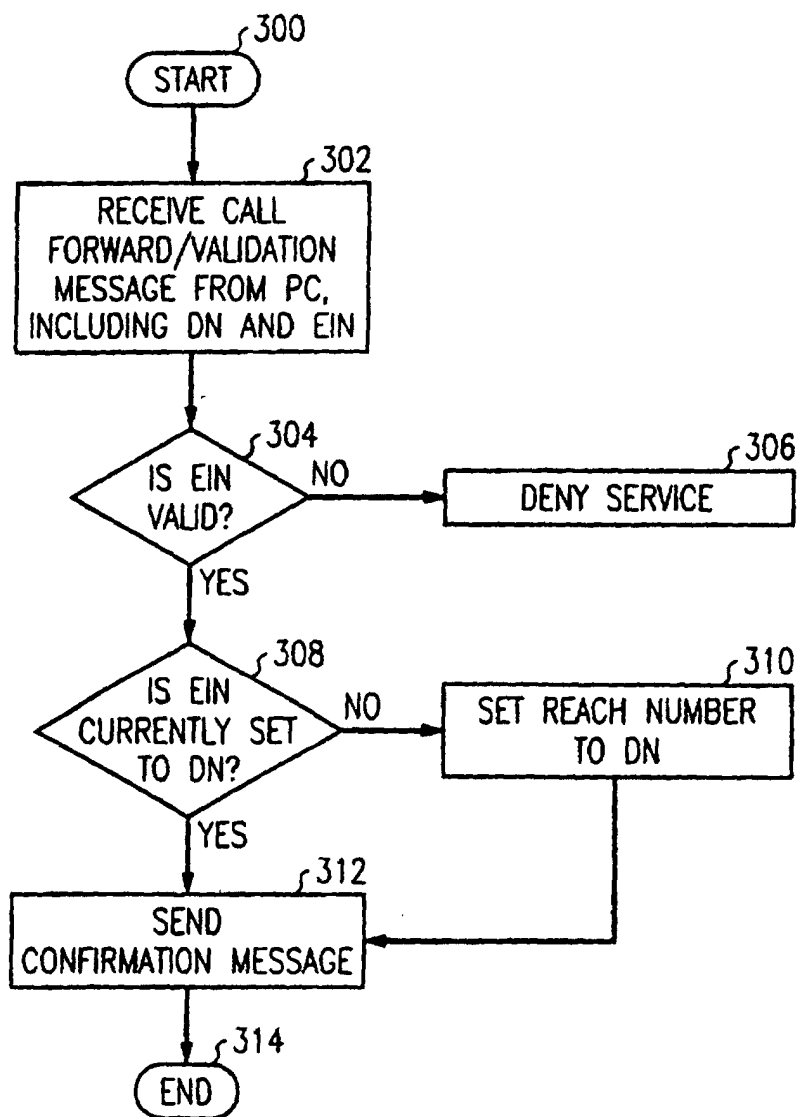 300
START
302
RECEIVE CALL
FORWARD/VALIDATION
MESSAGE FROM PC,
INCLUDING DN AND EIN
304
IS EIN
VALID?
NO
306
DENY SERVICE
YES
308
IS EIN
CURRENTLY SET
TO DN?
NO
310
SET REACH NUMBER
TO DN
YES
312
SEND
CONFIRMATION MESSAGE
314
END